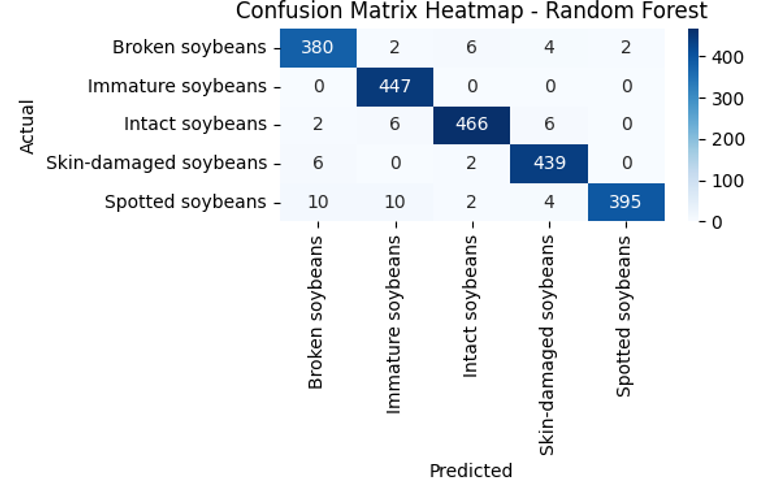 Confusion Matrix Heatmap - Random Forest
Actual
Broken soybeans 380 2 6 4 2
Immature soybeans 0 447 0 0 0
Intact soybeans 2 6 466 6 0
Skin-damaged soybeans 6 0 2 439 0
Spotted soybeans 10 10 2 4 395
400
300
200
100
0
Broken soybeans
Immature soybeans
Intact soybeans
Skin-damaged soybeans
Spotted soybeans
Predicted